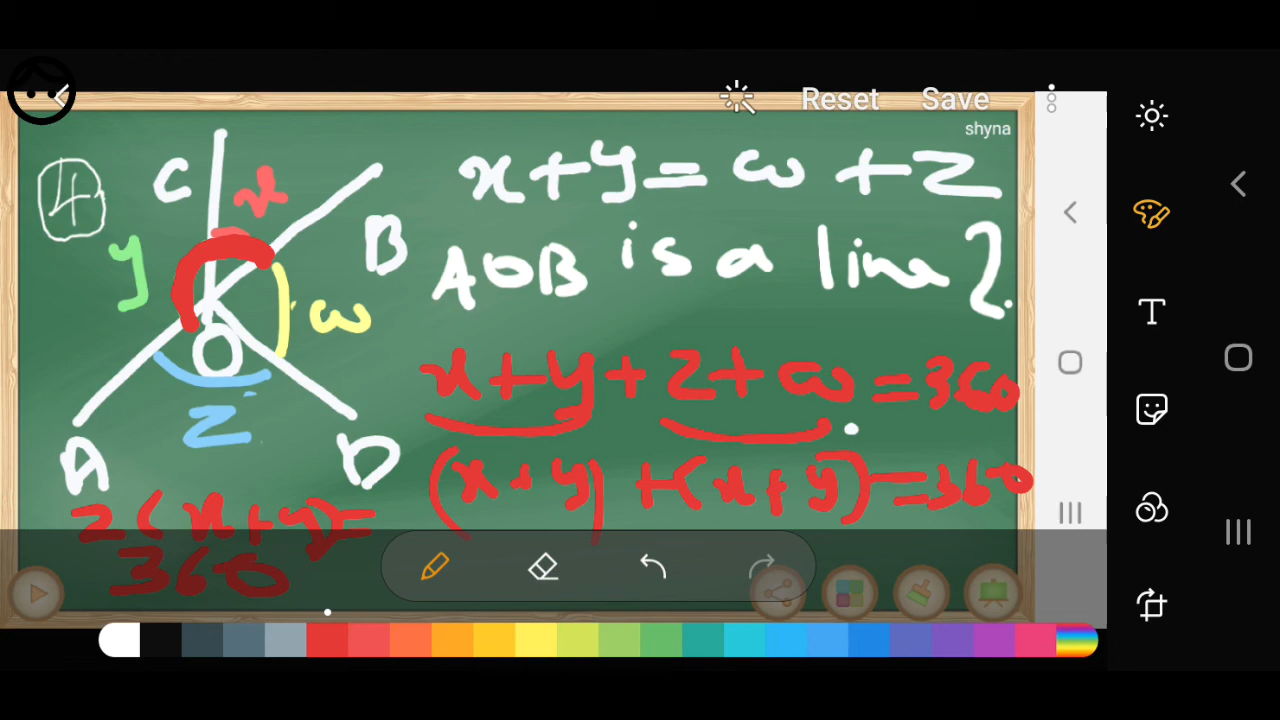 Reset Save
shyna
4
C x
B
y
w
O
z
A
D
x+y=w+z
AOB is a line?
x+y+z+w=360
(x+y)+(x+y)=360
2(x+y)=
360
T